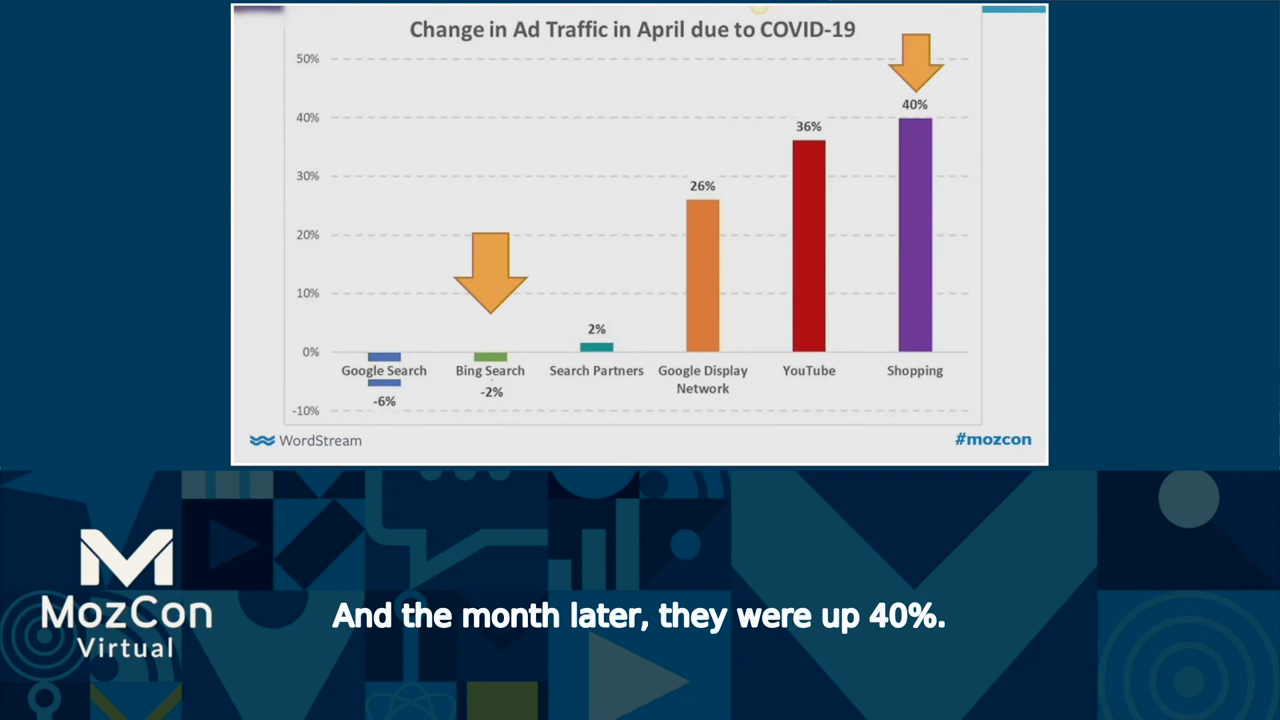 Change in Ad Traffic in April due to COVID-19
50%
40%
30%
20%
10%
0%
-10%
-6%
-2%
2%
26%
36%
40%
Google Search
Bing Search
Search Partners
Google Display
Network
YouTube
Shopping
WordStream
#mozcon
MozCon
Virtual
And the month later, they were up 40%.